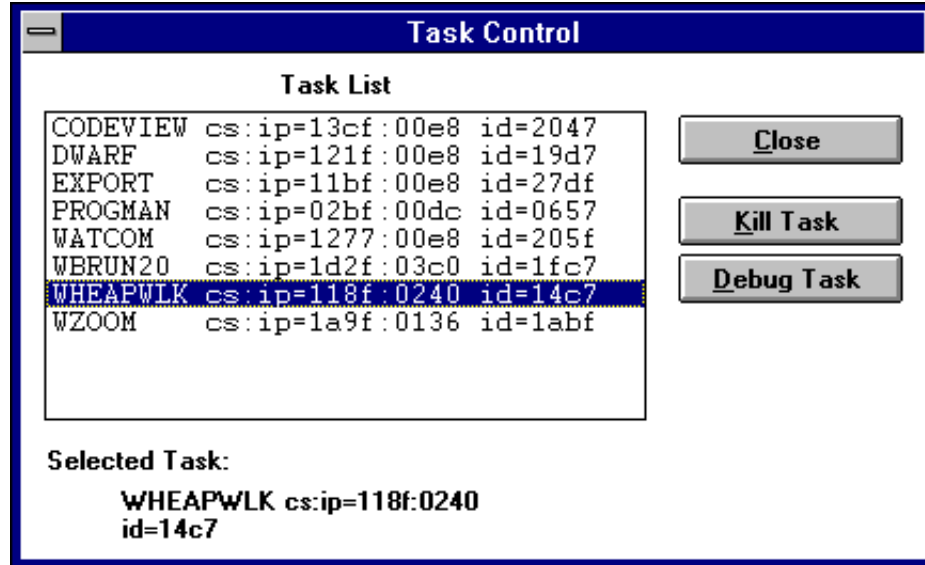 Task Control
Task List
CODEVIEW cs:ip=13cf:00e8 id=2047
DWARF cs:ip=121f:00e8 id=19d7
EXPORT cs:ip=11bf:00e8 id=27df
PROGMAN cs:ip=02bf:00dc id=0657
WATCOM cs:ip=1277:00e8 id=205f
WBRUN20 cs:ip=1d2f:03c0 id=1fc7
WHEAPWLK cs:ip=118f:0240 id=14c7
WZOOM cs:ip=1a9f:0136 id=1abf
Close
Kill Task
Debug Task
Selected Task:
WHEAPWLK cs:ip=118f:0240
id=14c7